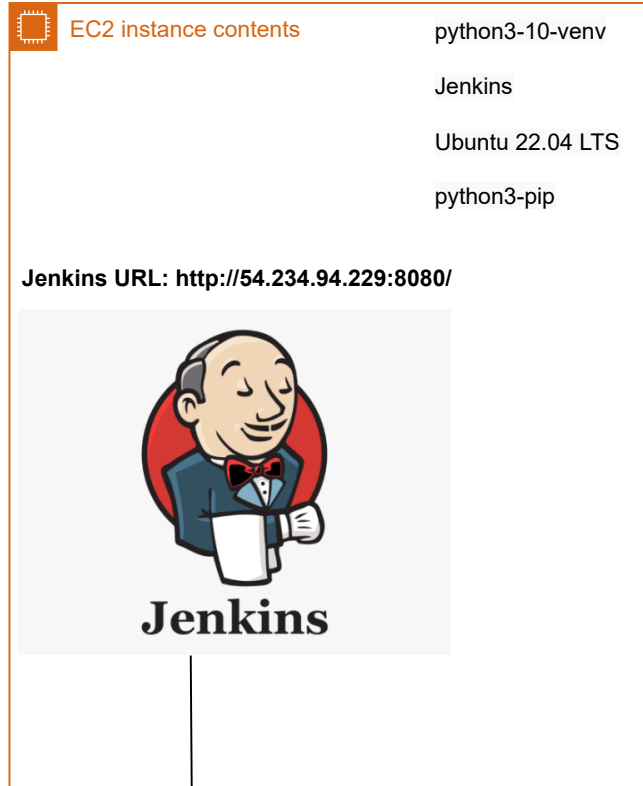 EC2 instance contents
python3-10-venv
Jenkins
Ubuntu 22.04 LTS
python3-pip
Jenkins URL: http://54.234.94.229:8080/
Jenkins